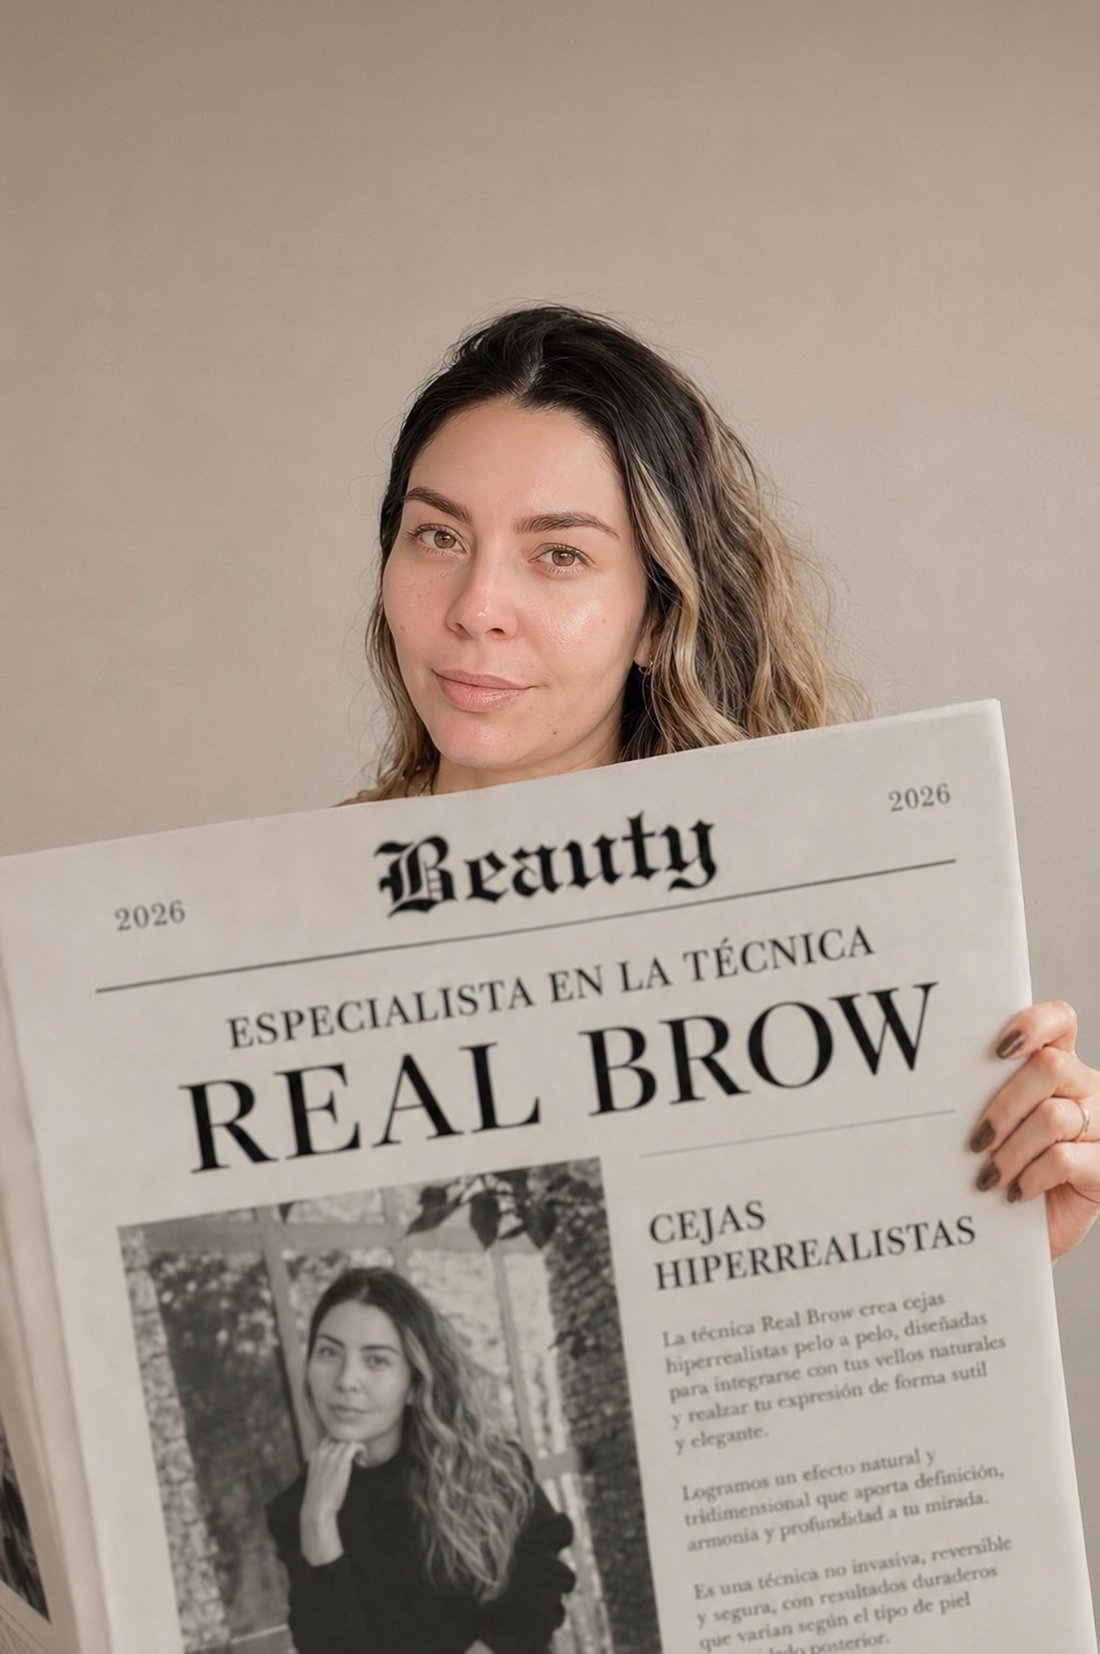 2026
Beauty
2026
ESPECIALISTA EN LA TÉCNICA
REAL BROW
CEJAS
HIPERREALISTAS
La técnica Real Brow crea cejas
hiperrealistas pelo a pelo, diseñadas
para integrarse con tus vellos naturales
y realzar tu expresión de forma sutil
y elegante.
Logramos un efecto natural y
tridimensional que aporta definición,
armonía y profundidad a tu mirada.
Es una técnica no invasiva, reversible
y segura, con resultados duraderos
que varían según el tipo de piel
posterior.